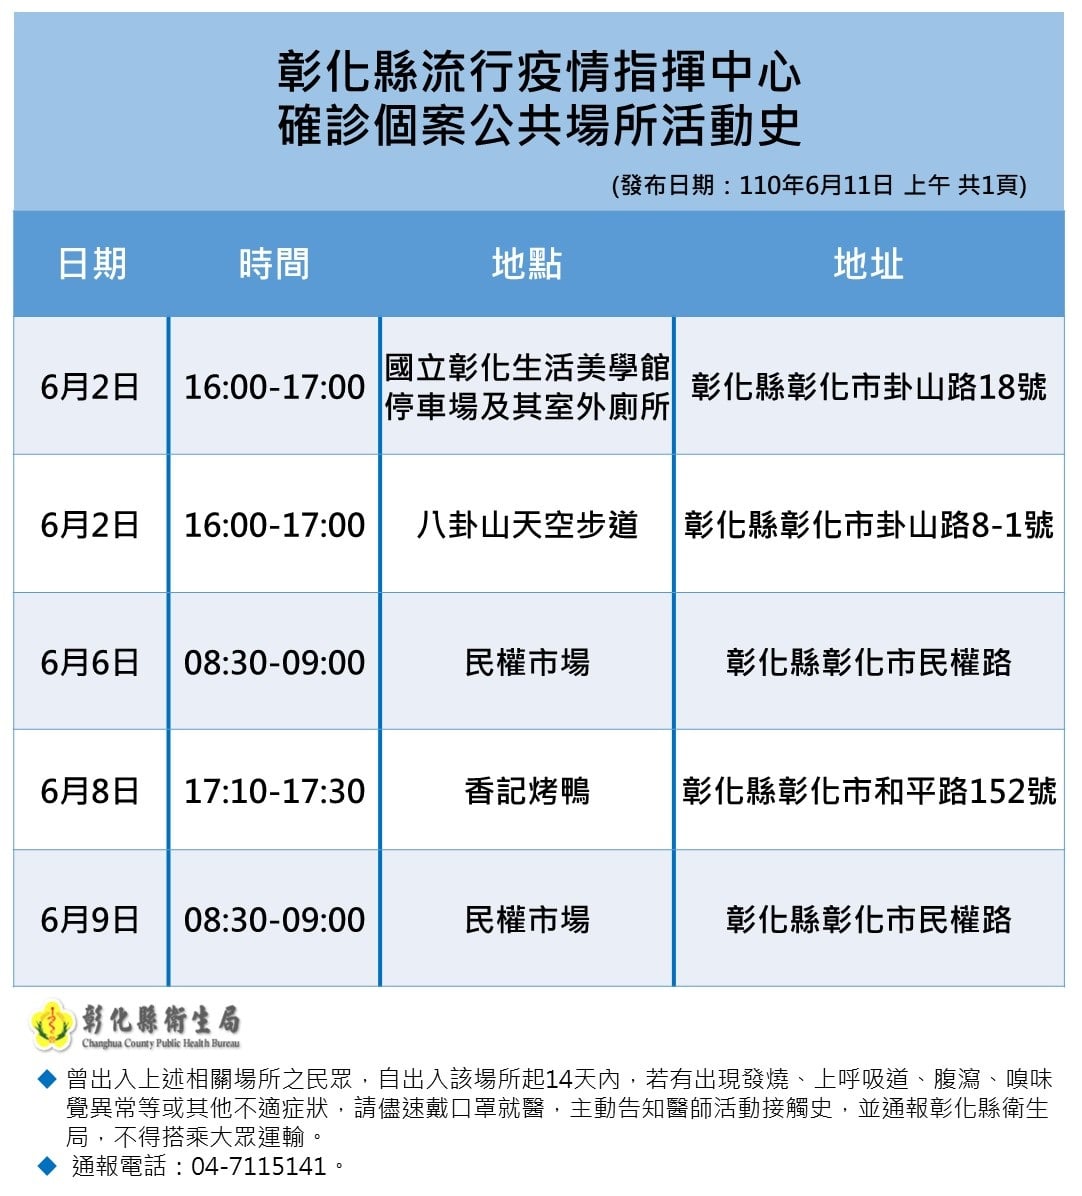 彰化縣流行疫情指揮中心
確診個案公共場所活動史
(發布日期：110年6月11日 上午 共1頁)
日期 時間 地點 地址
6月2日 16:00-17:00 國立彰化生活美學館 彰化縣彰化市卦山路18號
停車場及其室外廁所
6月2日 16:00-17:00 八卦山天空步道 彰化縣彰化市卦山路8-1號
6月6日 08:30-09:00 民權市場 彰化縣彰化市民權路
6月8日 17:10-17:30 香記烤鴨 彰化縣彰化市和平路152號
6月9日 08:30-09:00 民權市場 彰化縣彰化市民權路
彰化縣衛生局
Changhua County Public Health Bureau
◆ 曾出入上述相關場所之民眾，自出入該場所起14天內，若有出現發燒、上呼吸道、腹瀉、嗅味
覺異常等或其他不適症狀，請儘速戴口罩就醫，主動告知醫師活動接觸史，並通報彰化縣衛生
局，不得搭乘大眾運輸。
◆ 通報電話：04-7115141。